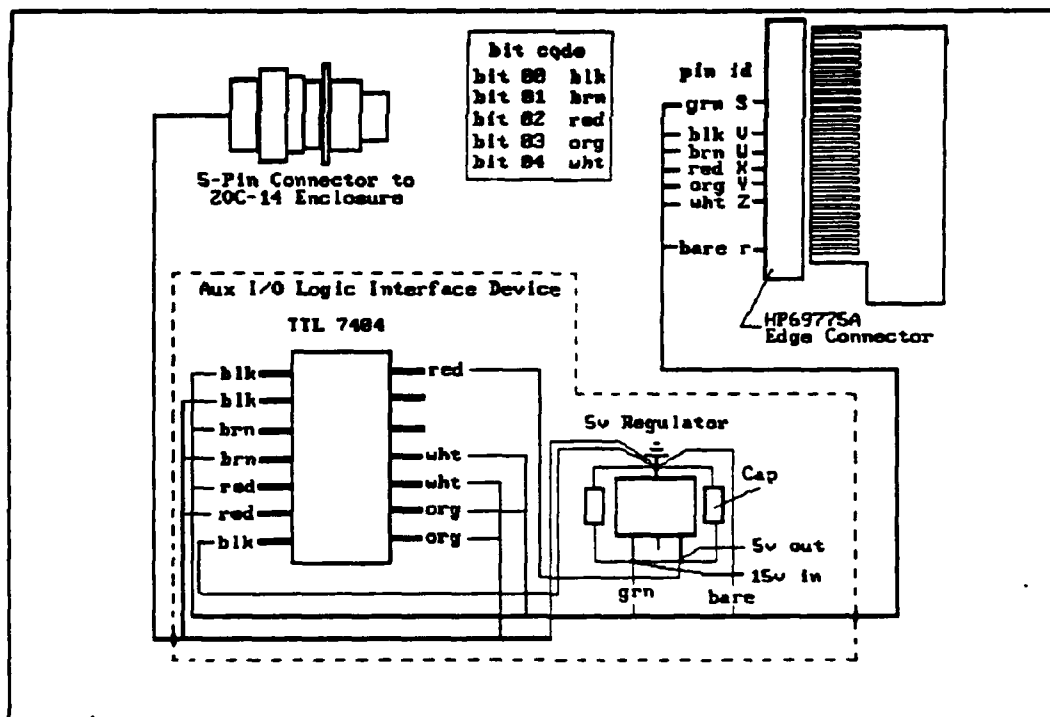 bit code
bit 00 blk
bit 01 brn
bit 02 red
bit 03 org
bit 04 wht
5-Pin Connector to
ZOC-14 Enclosure
pin id
grn S
blk V
brn W
red X
org Y
wht Z
bare r
HP69775A
Edge Connector
Aux I/O Logic Interface Device
TTL 7404
blk
blk
brn
brn
red
red
blk
red
wht
wht
org
org
5v Regulator
Cap
5v out
15v in
grn
bare